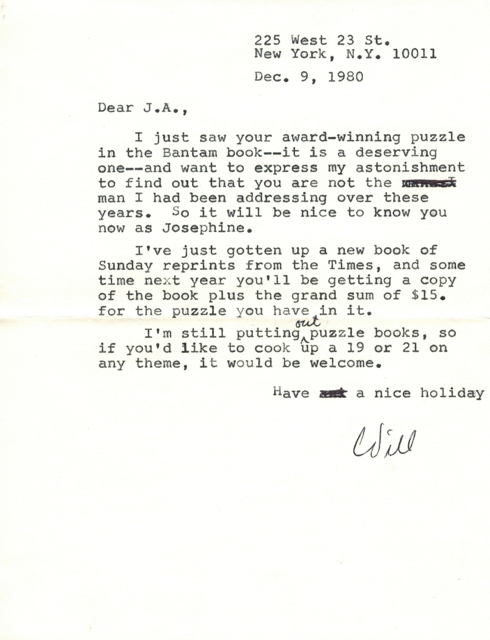 225 West 23 St.
New York, N.Y. 10011
Dec. 9, 1980
Dear J.A.,
I just saw your award-winning puzzle
in the Bantam book--it is a deserving
one--and want to express my astonishment
to find out that you are not the
man I had been addressing over these
years. So it will be nice to know you
now as Josephine.
I've just gotten up a new book of
Sunday reprints from the Times, and some
time next year you'll be getting a copy
of the book plus the grand sum of $15.
for the puzzle you have in it.
I'm still putting out puzzle books, so
if you'd like to cook up a 19 or 21 on
any theme, it would be welcome.
Have a nice holiday
Will